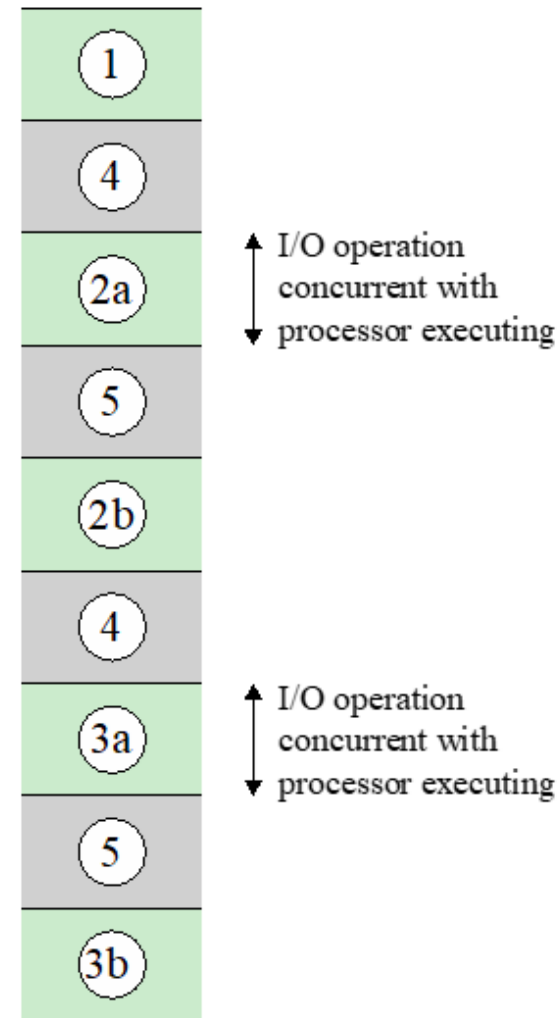 1
4
2a
I/O operation
concurrent with
processor executing
5
2b
4
3a
I/O operation
concurrent with
processor executing
5
3b